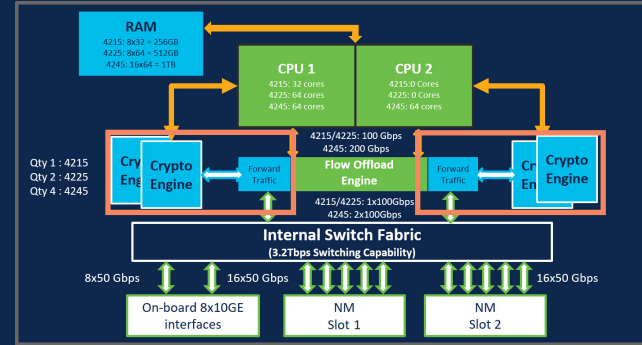 RAM
4215: 8x32 = 256GB
4225: 8x64 = 512GB
4245: 16x64 = 1TB
CPU 1
4215: 32 cores
4225: 64 cores
4245: 64 cores
CPU 2
4215:0 Cores
4225: 0 Cores
4245: 64 Cores
4215/4225: 100 Gbps
4245: 200 Gbps
Qty 1 : 4215
Qty 2 : 4225
Qty 4 : 4245
Cry
Eng
Crypto
Engine
Forward
Traffic
Flow Offload
Engine
Forward
Traffic
Cry
Eng
Crypto
Engine
4215/4225: 1x100Gbps
4245: 2x100Gbps
Internal Switch Fabric
(3.2Tbps Switching Capability)
8x50 Gbps
16x50 Gbps
16x50 Gbps
On-board 8x10GE
interfaces
NM
Slot 1
NM
Slot 2